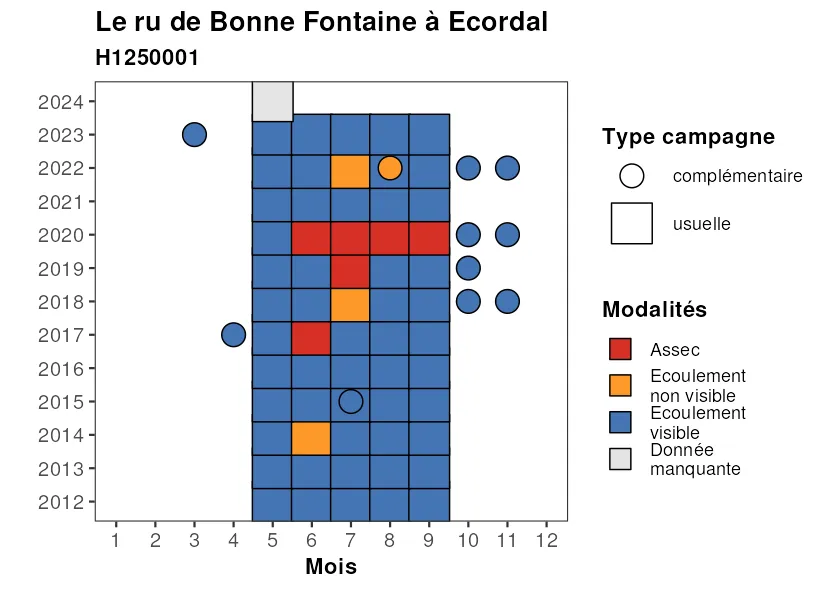 Le ru de Bonne Fontaine à Ecordal
H1250001
2024
2023
2022
2021
2020
2019
2018
2017
2016
2015
2014
2013
2012
1 2 3 4 5 6 7 8 9 10 11 12
Mois
Type campagne
complémentaire
usuelle
Modalités
Assec
Ecoulement
non visible
Ecoulement
visible
Donnée
manquante